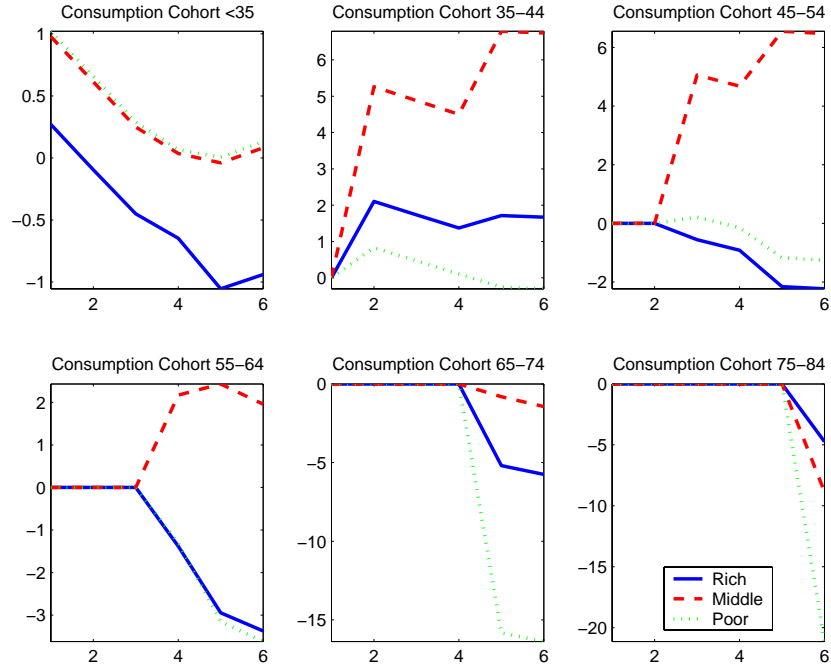 Consumption Cohort <35
Consumption Cohort 35−44
Consumption Cohort 45−54
1
0.5
0
−0.5
−1
2 4 6
6
5
4
3
2
1
0
2 4 6
6
4
2
0
−2
2 4 6
Consumption Cohort 55−64
Consumption Cohort 65−74
Consumption Cohort 75−84
2
1
0
−1
−2
−3
2 4 6
0
−5
−10
−15
2 4 6
0
−5
−10
−15
−20
2 4 6
Rich
Middle
Poor